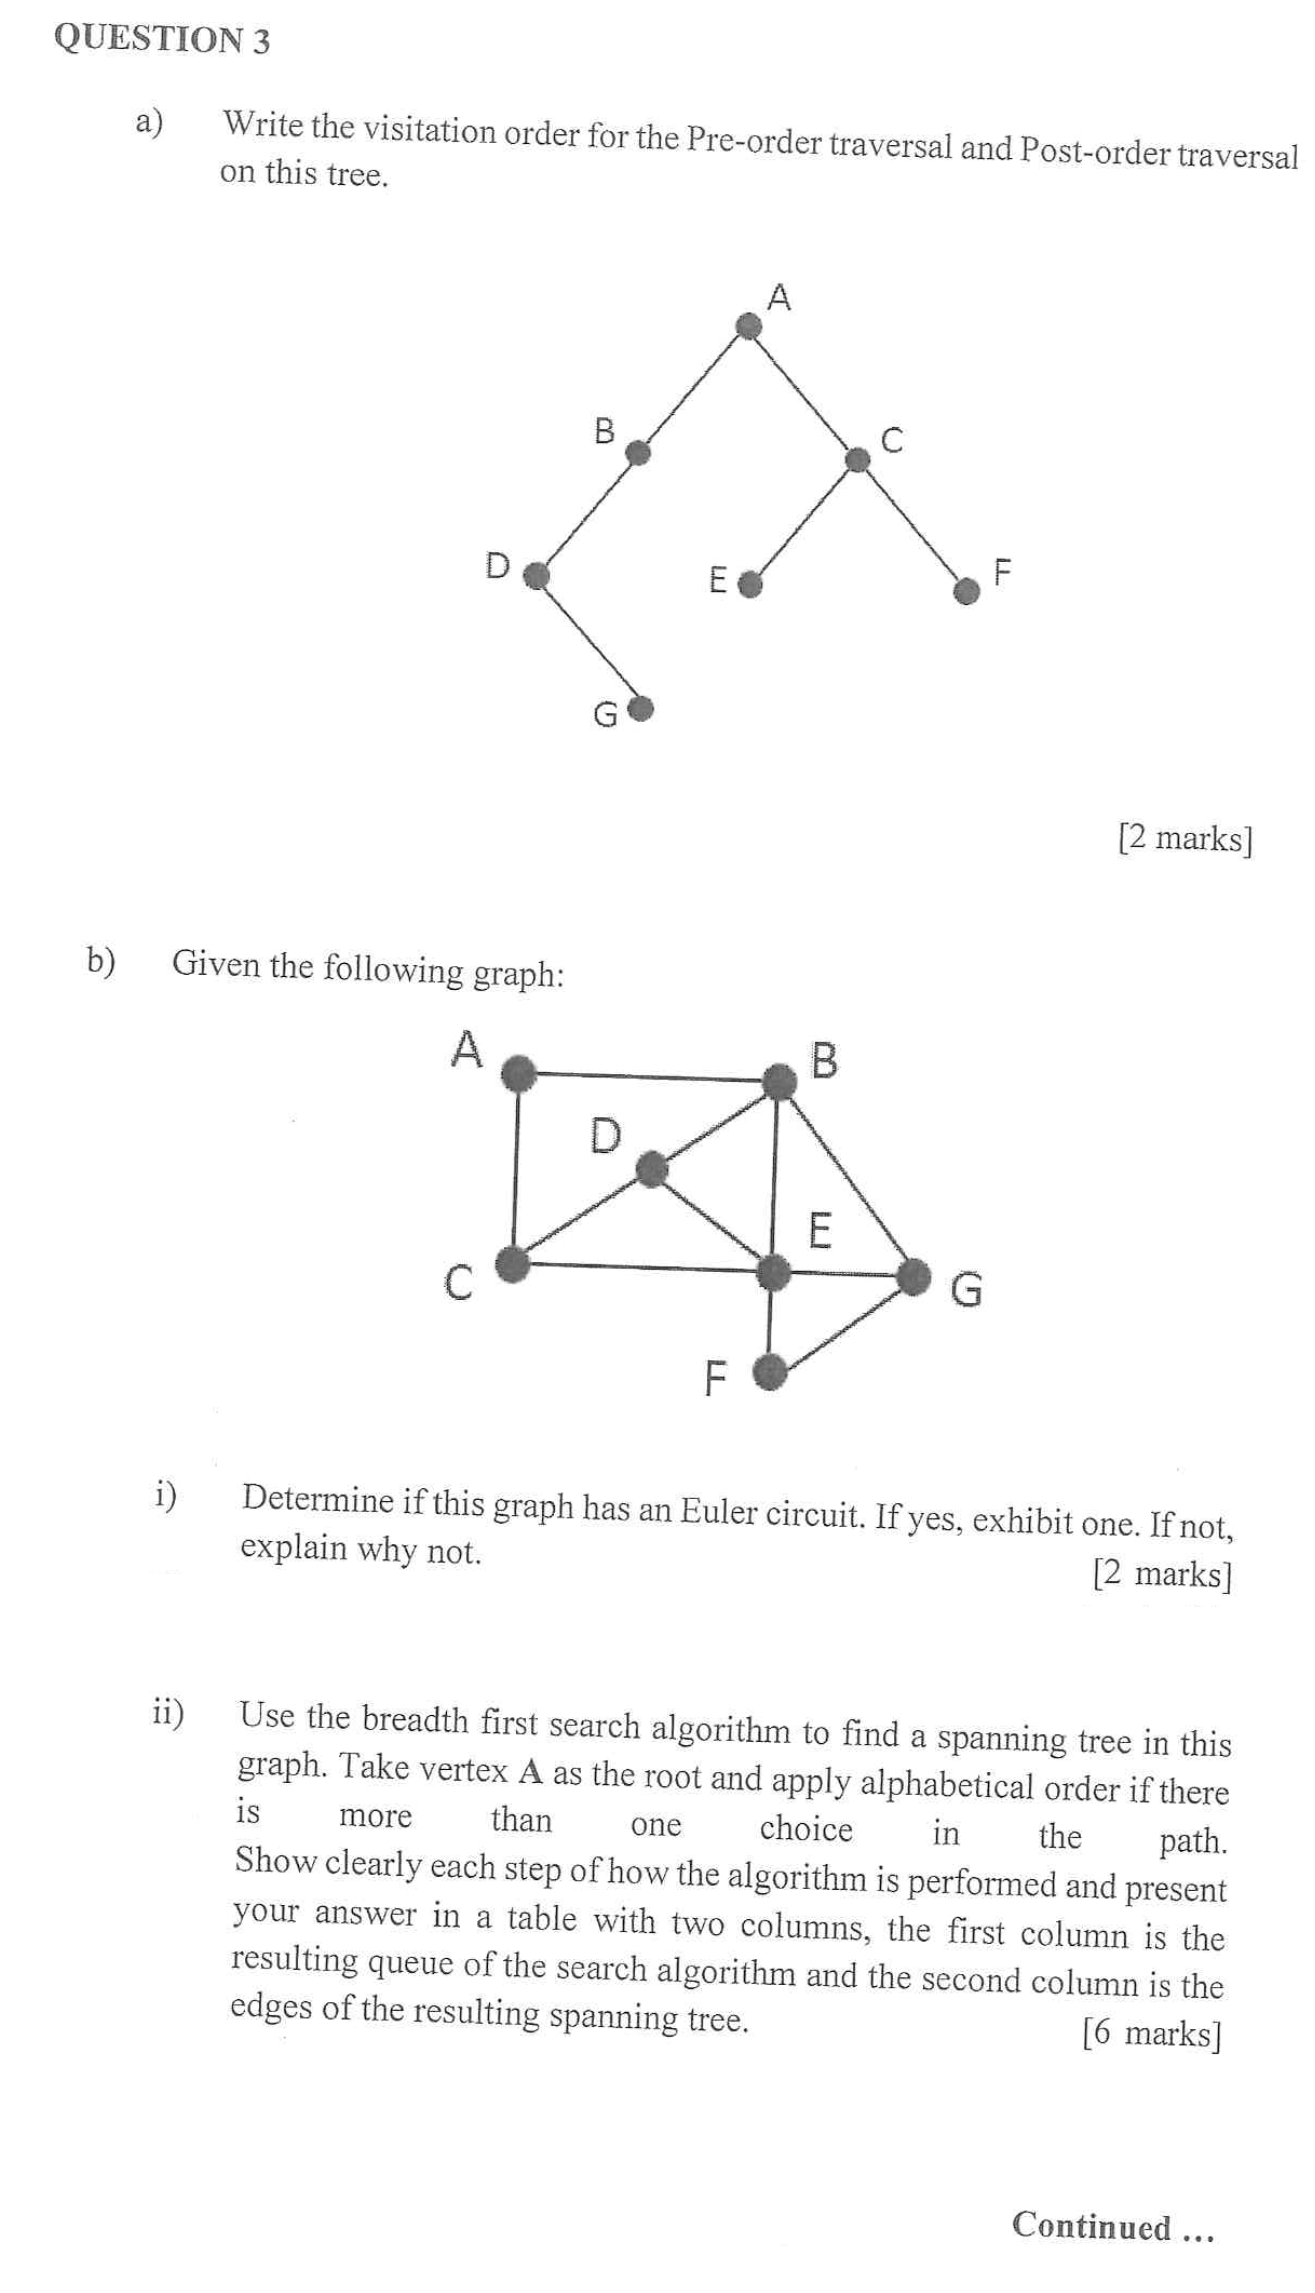 QUESTION 3
a) Write the visitation order for the Pre-order traversal and Post-order traversal
on this tree.
A
B
C
D
E
F
G
[2 marks]
b) Given the following graph:
A
B
D
E
C
G
F
i) Determine if this graph has an Euler circuit. If yes, exhibit one. If not,
explain why not.
[2 marks]
ii) Use the breadth first search algorithm to find a spanning tree in this
graph. Take vertex A as the root and apply alphabetical order if there
is more than one choice in the path.
Show clearly each step of how the algorithm is performed and present
your answer in a table with two columns, the first column is the
resulting queue of the search algorithm and the second column is the
edges of the resulting spanning tree.
[6 marks]
Continued ...